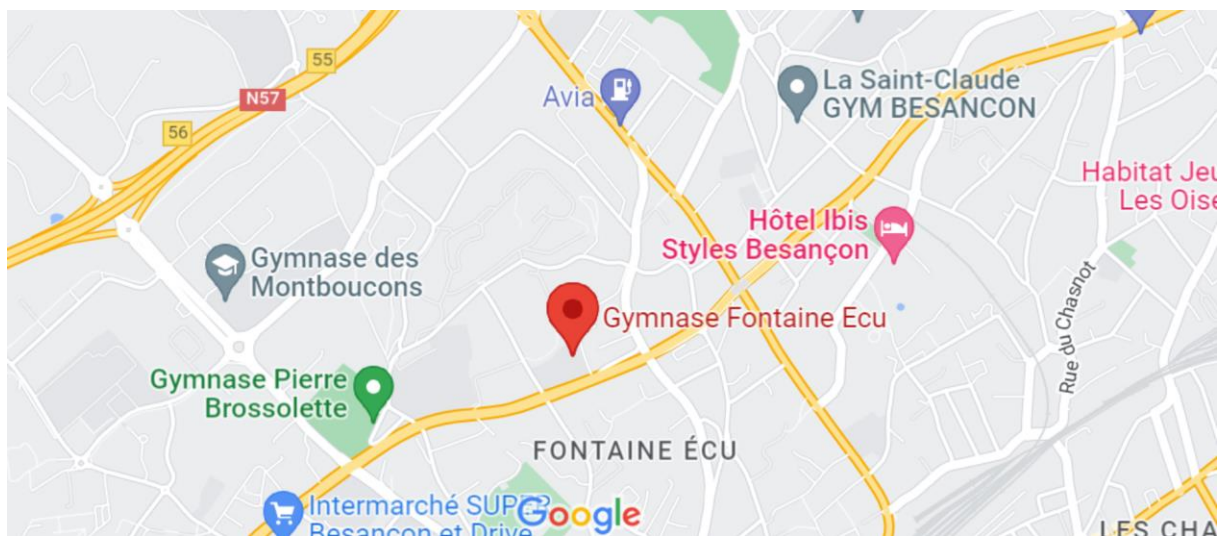 55
N57
56
Avia
La Saint-Claude
GYM BESANCON
Habitat Jeu
Les Oise
Hôtel Ibis
Styles Besançon
Gymnase des
Montboucons
Gymnase Fontaine Ecu
Rue du Chasnot
Gymnase Pierre
Brossolette
FONTAINE ÉCU
Intermarché SUPER
Besançon et Drive
Google
LES CHA